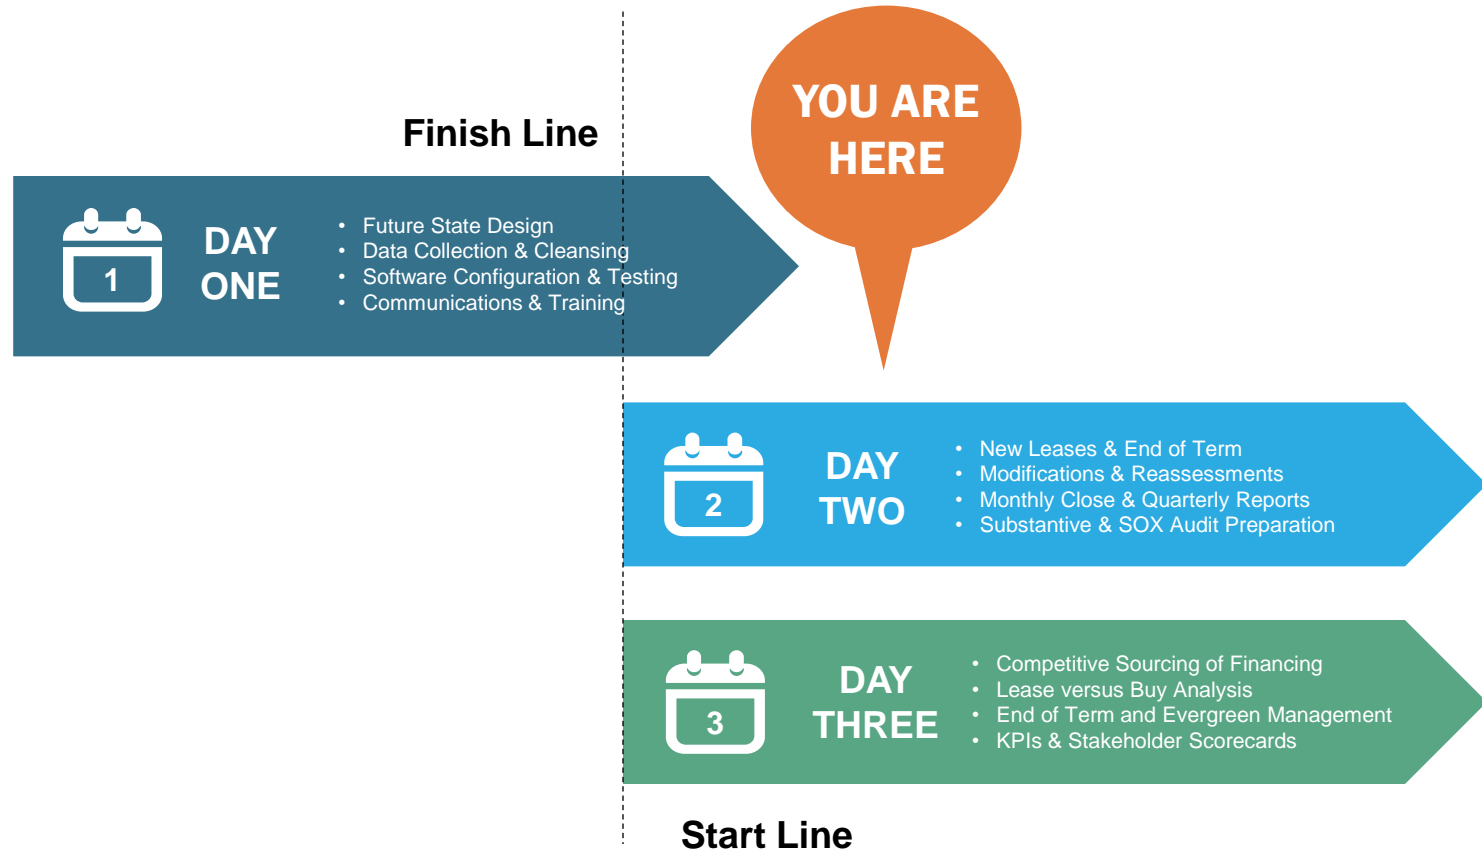 YOU ARE
HERE
Finish Line
1
DAY
ONE
• Future State Design
• Data Collection & Cleansing
• Software Configuration & Testing
• Communications & Training
2
DAY
TWO
• New Leases & End of Term
• Modifications & Reassessments
• Monthly Close & Quarterly Reports
• Substantive & SOX Audit Preparation
3
DAY
THREE
• Competitive Sourcing of Financing
• Lease versus Buy Analysis
• End of Term and Evergreen Management
• KPIs & Stakeholder Scorecards
Start Line